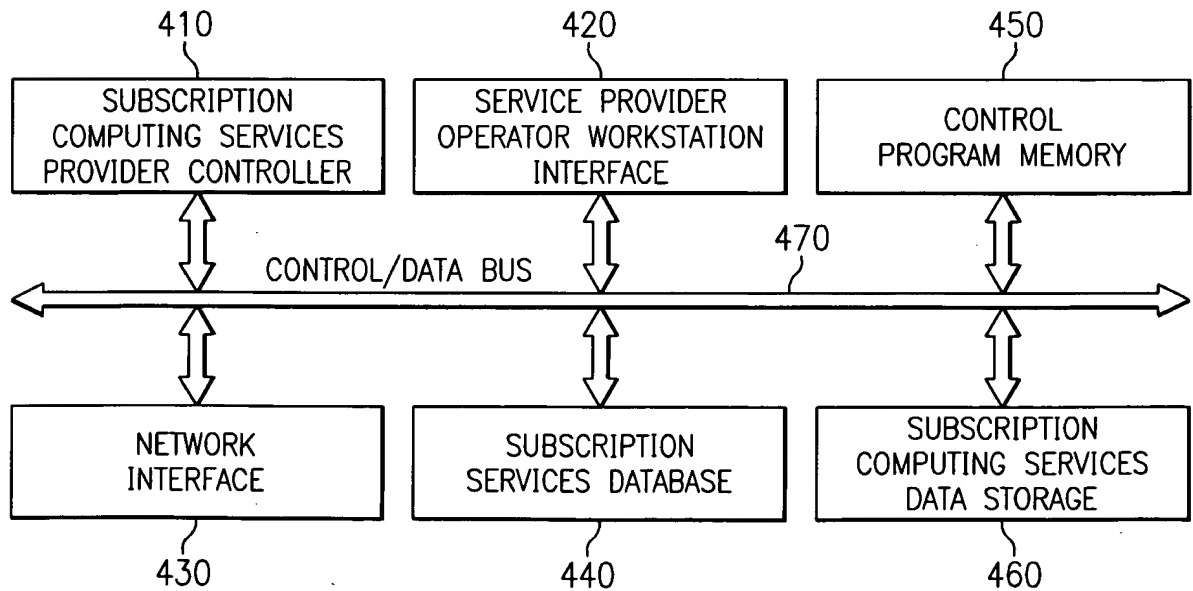 410
420
450
SUBSCRIPTION
COMPUTING SERVICES
PROVIDER CONTROLLER
SERVICE PROVIDER
OPERATOR WORKSTATION
INTERFACE
CONTROL
PROGRAM MEMORY
470
CONTROL/DATA BUS
NETWORK
INTERFACE
SUBSCRIPTION
SERVICES DATABASE
SUBSCRIPTION
COMPUTING SERVICES
DATA STORAGE
430
440
460